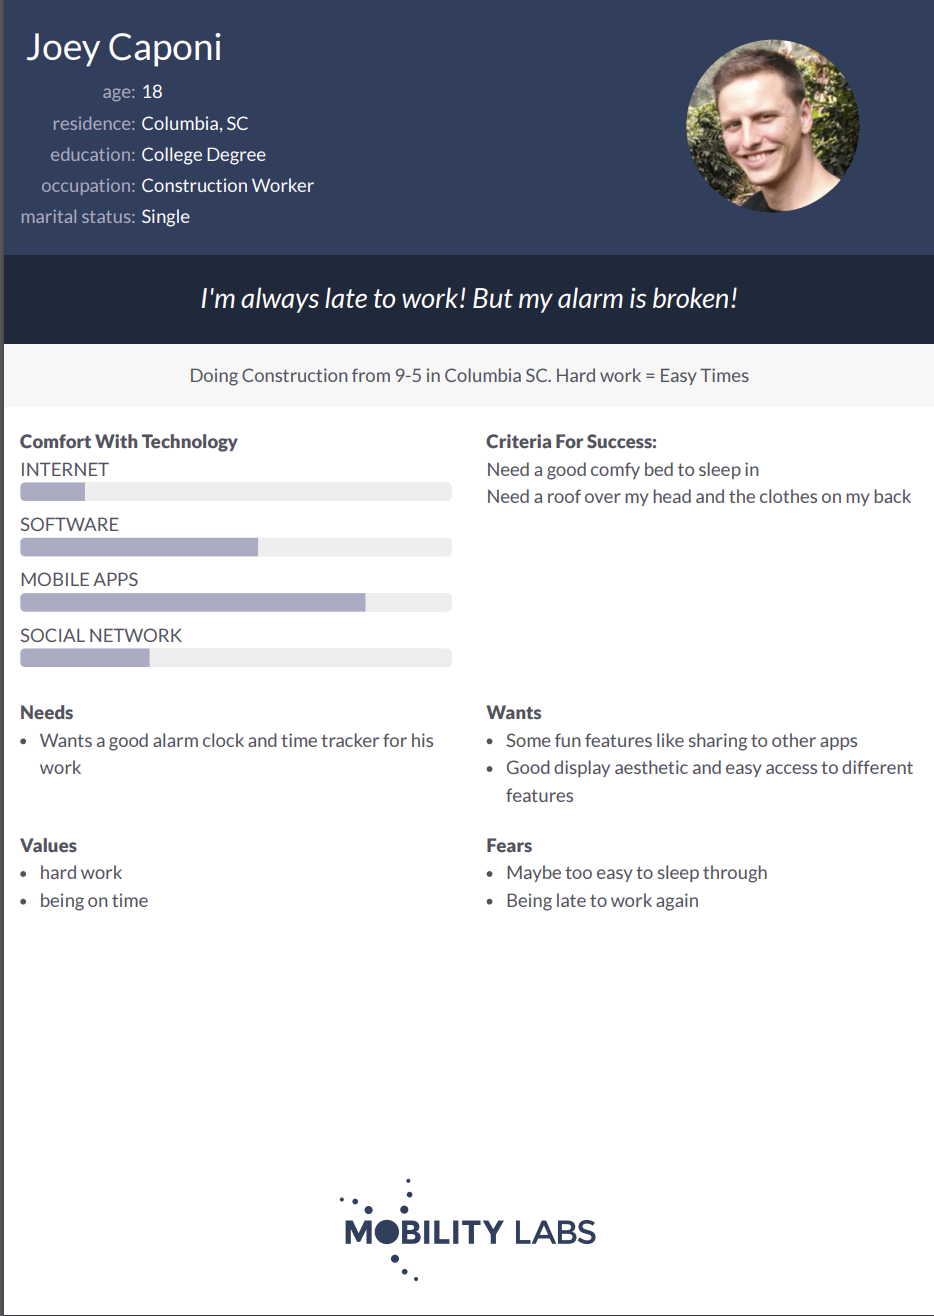 Joey Caponi
age: 18
residence: Columbia, SC
education: College Degree
occupation: Construction Worker
marital status: Single
I'm always late to work! But my alarm is broken!
Doing Construction from 9-5 in Columbia SC. Hard work = Easy Times
Comfort With Technology
INTERNET
SOFTWARE
MOBILE APPS
SOCIAL NETWORK
Criteria For Success:
Need a good comfy bed to sleep in
Need a roof over my head and the clothes on my back
Needs
• Wants a good alarm clock and time tracker for his
work
Wants
• Some fun features like sharing to other apps
• Good display aesthetic and easy access to different
features
Values
• hard work
• being on time
Fears
• Maybe too easy to sleep through
• Being late to work again
MOBILITY LABS